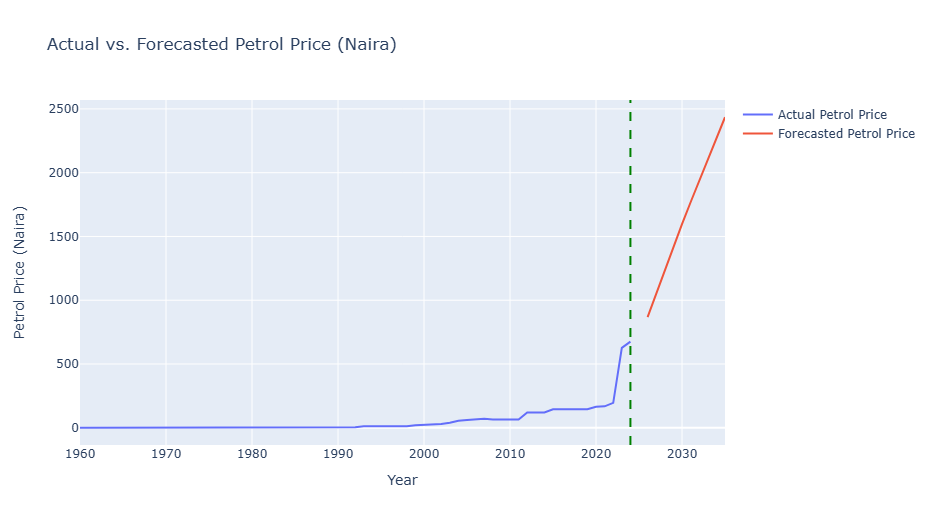 Actual vs. Forecasted Petrol Price (Naira)
Actual Petrol Price
Forecasted Petrol Price
Petrol Price (Naira)
2500
2000
1500
1000
500
0
1960 1970 1980 1990 2000 2010 2020 2030
Year